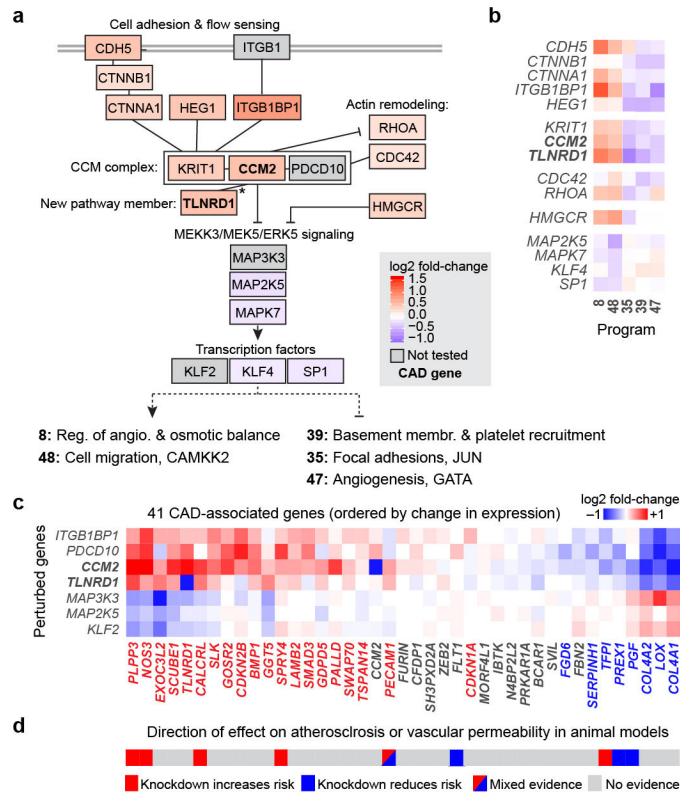 a
Cell adhesion & flow sensing
CDH5
ITGB1
CTNNB1
CTNNA1
HEG1
ITGB1BP1
Actin remodeling:
RHOA
CDC42
CCM complex:
KRIT1
CCM2
PDCD10
New pathway member:
TLNRD1
*
HMGCR
MEKK3/MEK5/ERK5 signaling
MAP3K3
MAP2K5
MAPK7
Transcription factors
KLF2
KLF4
SP1
log2 fold-change
1.5
1.0
0.5
0.0
−0.5
−1.0
Not tested
CAD gene
8: Reg. of angio. & osmotic balance
48: Cell migration, CAMKK2
39: Basement membr. & platelet recruitment
35: Focal adhesions, JUN
47: Angiogenesis, GATA
b
CDH5
CTNNB1
CTNNA1
ITGB1BP1
HEG1
KRIT1
CCM2
TLNRD1
CDC42
RHOA
HMGCR
MAP2K5
MAPK7
KLF4
SP1
8
48
35
39
47
Program
c
41 CAD-associated genes (ordered by change in expression)
log2 fold-change
−1
+1
Perturbed genes
ITGB1BP1
PDCD10
CCM2
TLNRD1
MAP3K3
MAP2K5
KLF2
PLPP3
NOS3
EXOC3L2
SCUBE1
TLNRD1
CALCRL
SLK
GOSR2
CDKN2B
BMP1
GGT5
SPRY4
LAMB2
SMAD3
GDPD5
PALLD
SWAP70
TSPAN14
CCM2
PECAM1
FURIN
CFDP1
SH3PXD2A
ZEB2
FLT1
CDKN1A
MORF4L1
IBTK
N4BP2L2
PRKAR1A
BCAR1
SVIL
FGD6
FBN2
SERPINH1
TFPI
PREX1
PGF
COL4A2
LOX
COL4A1
d
Direction of effect on atherosclerosis or vascular permeability in animal models
Knockdown increases risk
Knockdown reduces risk
Mixed evidence
No evidence